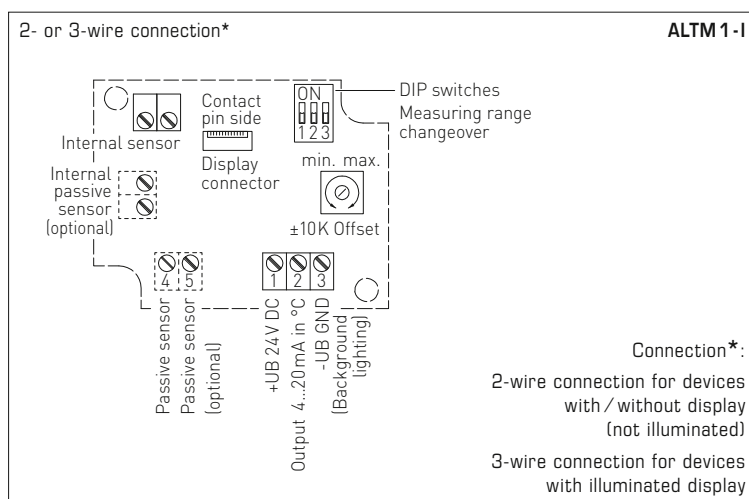 2- or 3-wire connection*
ALTM 1 - I
ON
1 2 3
DIP switches
Measuring range
changeover
Contact
pin side
Internal sensor
Display
connector
min. max.
Internal
passive
sensor
(optional)
±10K Offset
4 5
1 2 3
Passive sensor
Passive sensor
(optional)
+UB 24V DC
Output 4...20mA in °C
-UB GND
(Background
lighting)
Connection*:
2-wire connection for devices
with / without display
(not illuminated)
3-wire connection for devices
with illuminated display